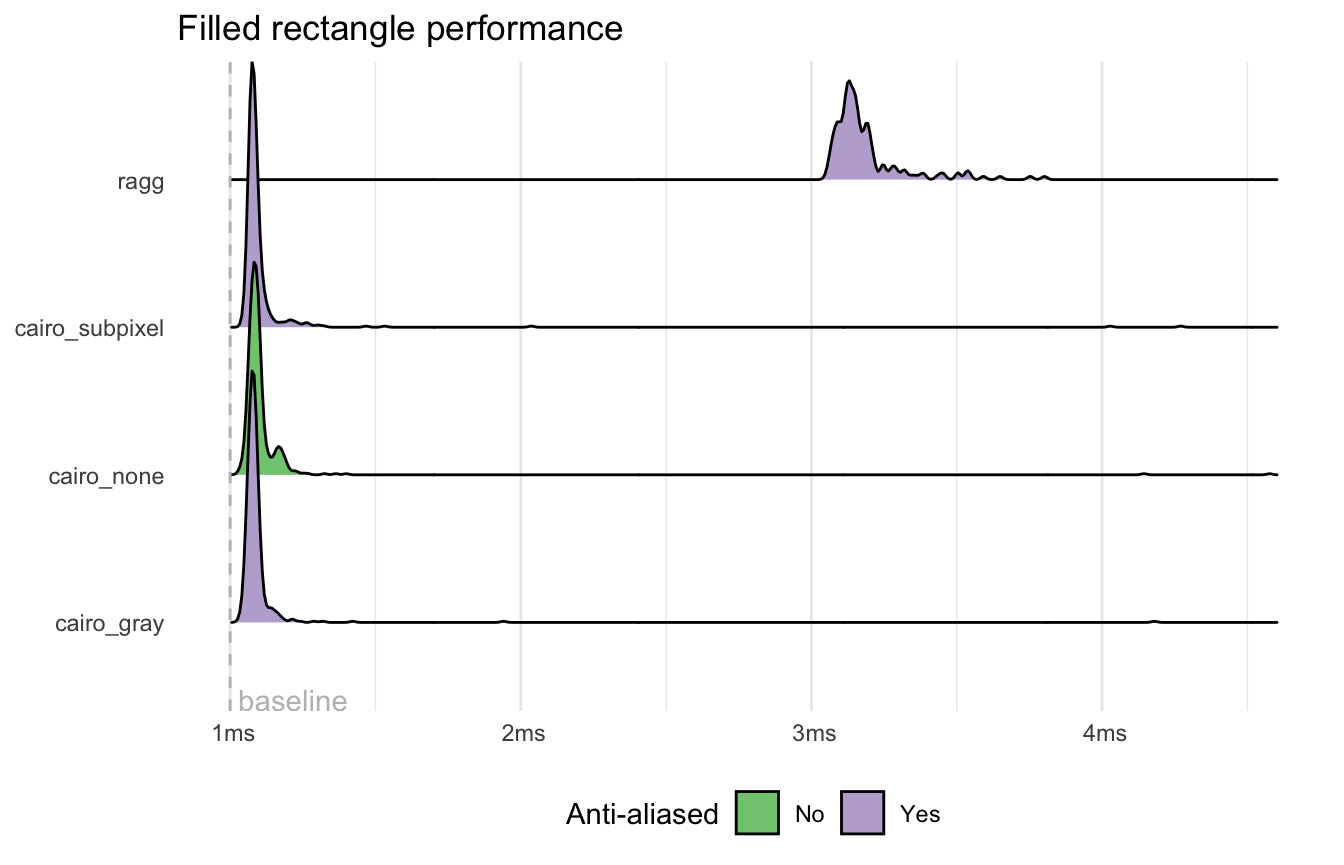 Filled rectangle performance
ragg
cairo_subpixel
cairo_none
cairo_gray
baseline
1ms 2ms 3ms 4ms
Anti-aliased No Yes